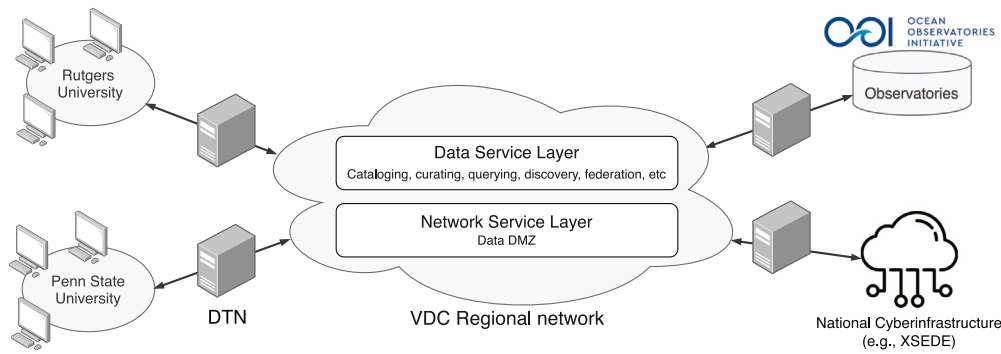 Rutgers
University
OCEAN
OBSERVATORIES
INITIATIVE
Observatories
Data Service Layer
Cataloging, curating, querying, discovery, federation, etc
Network Service Layer
Data DMZ
Penn State
University
DTN
VDC Regional network
National Cyberinfrastructure
(e.g., XSEDE)